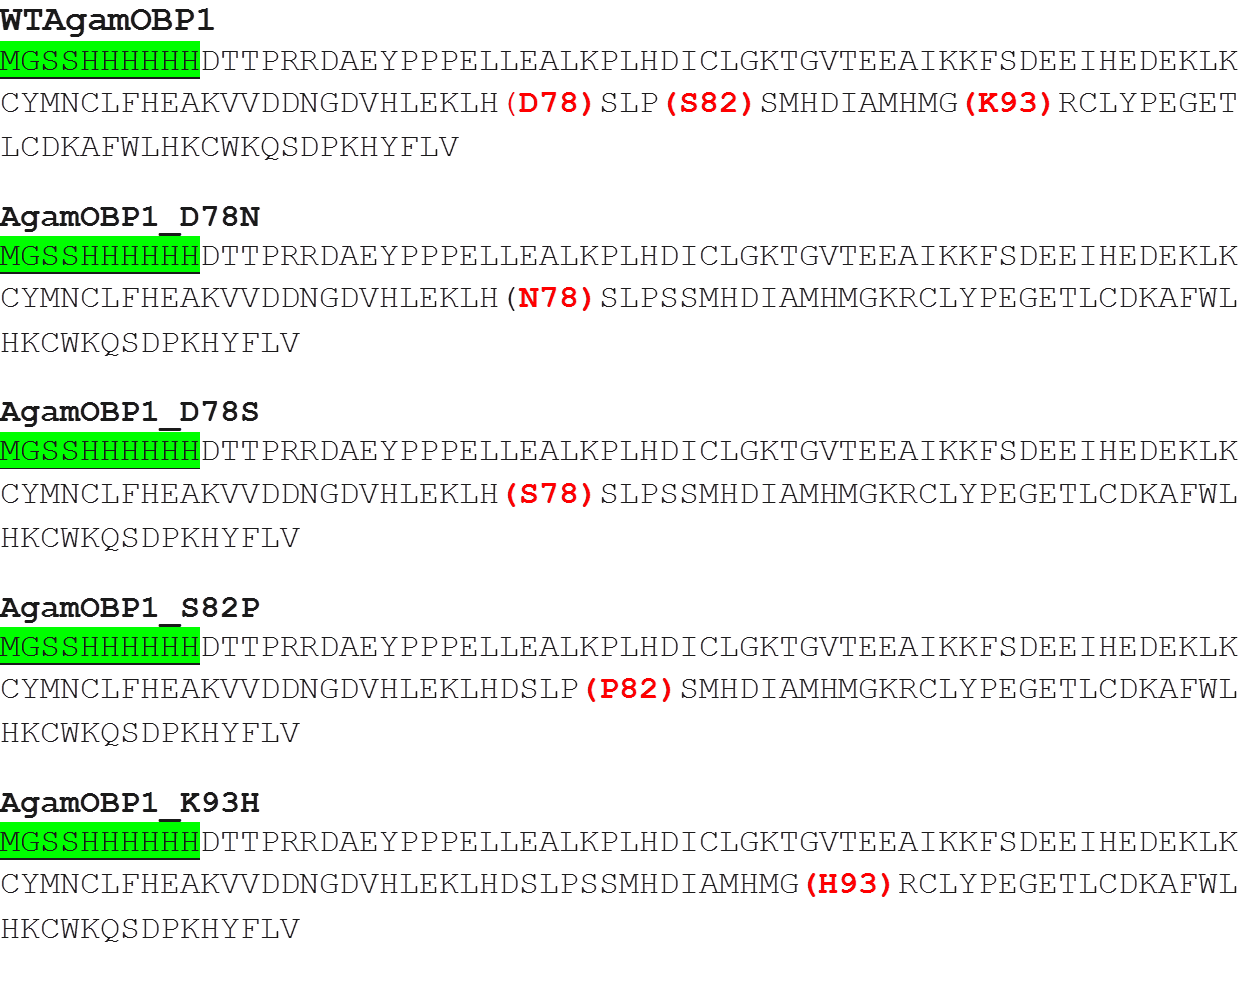 WTAgamOBP1
MGSSHHHHHHDTTPRRDAEYPPPELLEALKPLHDICLGKTGVTEEAIKKFSDEEIHEDEKLK
CYMNCLFHEAKVVDDNGDVHLEKLH(D78)SLP(S82)SMHDIAMHMG(K93)RCLYPEGET
LCDKAFWLHKCWKQSDPKHYFLV
AgamOBP1_D78N
MGSSHHHHHHDTTPRRDAEYPPPELLEALKPLHDICLGKTGVTEEAIKKFSDEEIHEDEKLK
CYMNCLFHEAKVVDDNGDVHLEKLH(N78)SLPSSMHDIAMHMGKRCLYPEGETLCDKAFWL
HKCWKQSDPKHYFLV
AgamOBP1_D78S
MGSSHHHHHHDTTPRRDAEYPPPELLEALKPLHDICLGKTGVTEEAIKKFSDEEIHEDEKLK
CYMNCLFHEAKVVDDNGDVHLEKLH(S78)SLPSSMHDIAMHMGKRCLYPEGETLCDKAFWL
HKCWKQSDPKHYFLV
AgamOBP1_S82P
MGSSHHHHHHDTTPRRDAEYPPPELLEALKPLHDICLGKTGVTEEAIKKFSDEEIHEDEKLK
CYMNCLFHEAKVVDDNGDVHLEKLHDSLP(P82)SMHDIAMHMGKRCLYPEGETLCDKAFWL
HKCWKQSDPKHYFLV
AgamOBP1_K93H
MGSSHHHHHHDTTPRRDAEYPPPELLEALKPLHDICLGKTGVTEEAIKKFSDEEIHEDEKLK
CYMNCLFHEAKVVDDNGDVHLEKLHDSLPSSMHDIAMHMG(H93)RCLYPEGETLCDKAFWL
HKCWKQSDPKHYFLV